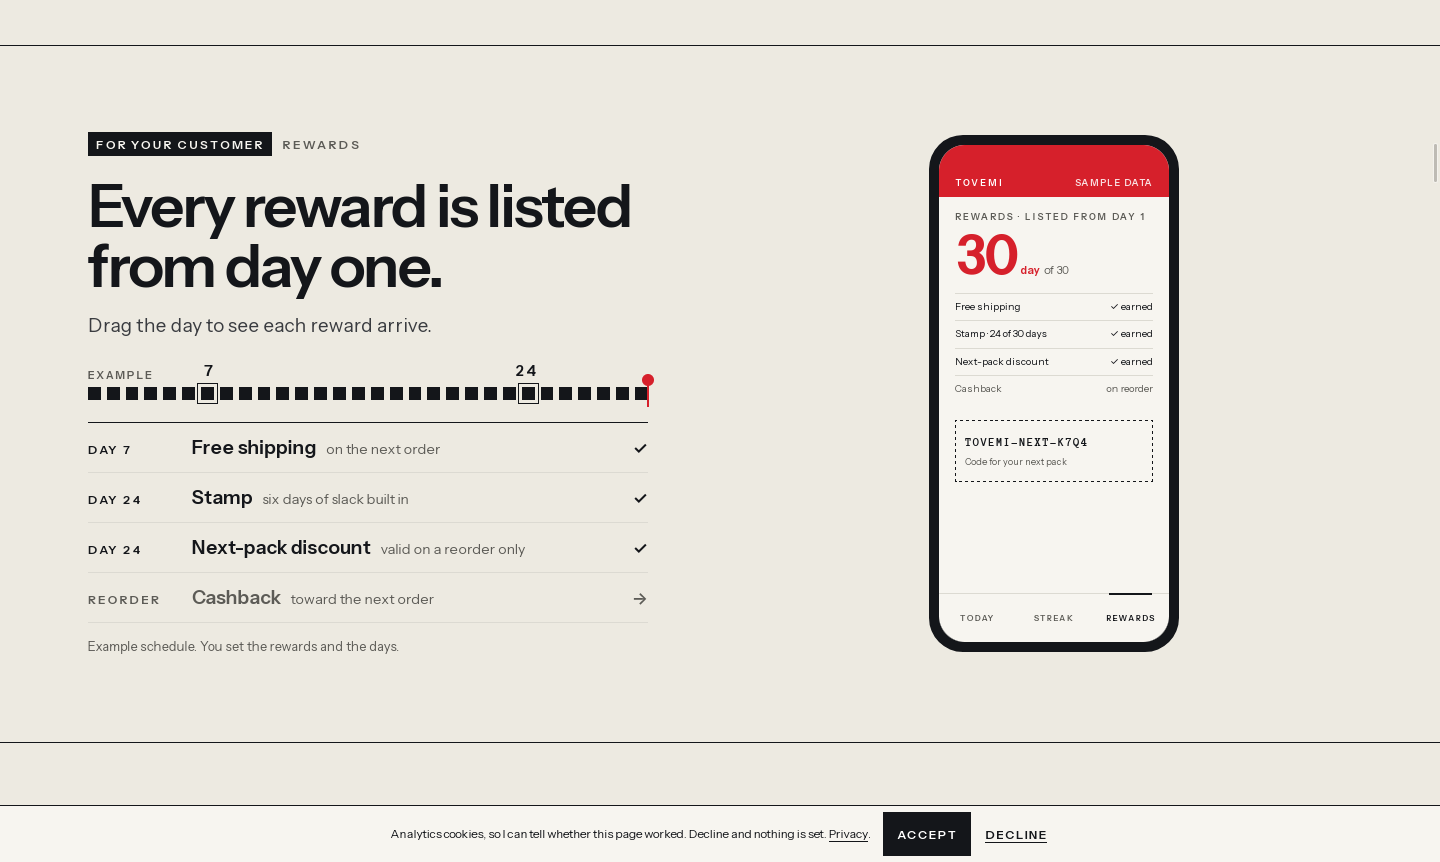 FOR YOUR CUSTOMER REWARDS
Every reward is listed
from day one.
Drag the day to see each reward arrive.
EXAMPLE 7 24
DAY 7 Free shipping on the next order ✓
DAY 24 Stamp six days of slack built in ✓
DAY 24 Next-pack discount valid on a reorder only ✓
REORDER Cashback toward the next order →
Example schedule. You set the rewards and the days.
TOVEMI SAMPLE DATA
REWARDS · LISTED FROM DAY 1
30 day of 30
Free shipping ✓ earned
Stamp · 24 of 30 days ✓ earned
Next-pack discount ✓ earned
Cashback on reorder
TOVEMI–NEXT–K7Q4
Code for your next pack
TODAY STREAK REWARDS
Analytics cookies, so I can tell whether this page worked. Decline and nothing is set. Privacy. ACCEPT DECLINE